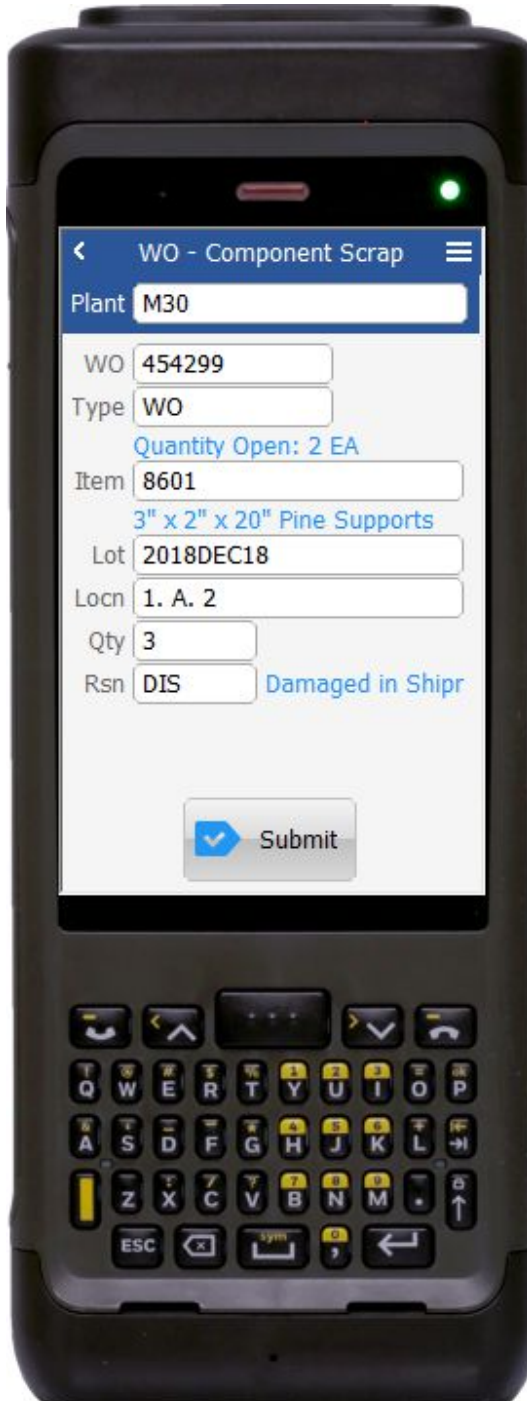 WO - Component Scrap
Plant M30
WO 454299
Type WO
Quantity Open: 2 EA
Item 8601
3" x 2" x 20" Pine Supports
Lot 2018DEC18
Locn 1. A. 2
Qty 3
Rsn DIS Damaged in Shipr
Submit
Q W E R T Y U I O P
A S D F G H J K L
Z X C V B N M .
ESC sym ,